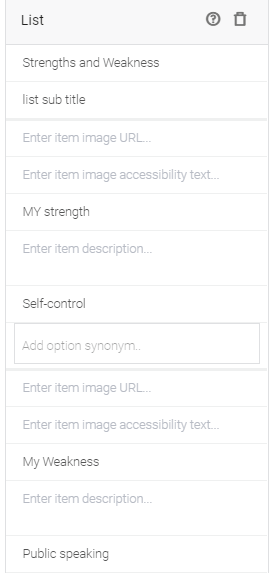 List
Strengths and Weakness
list sub title
Enter item image URL...
Enter item image accessibility text...
MY strength
Enter item description...
Self-control
Add option synonym..
Enter item image URL...
Enter item image accessibility text...
My Weakness
Enter item description...
Public speaking